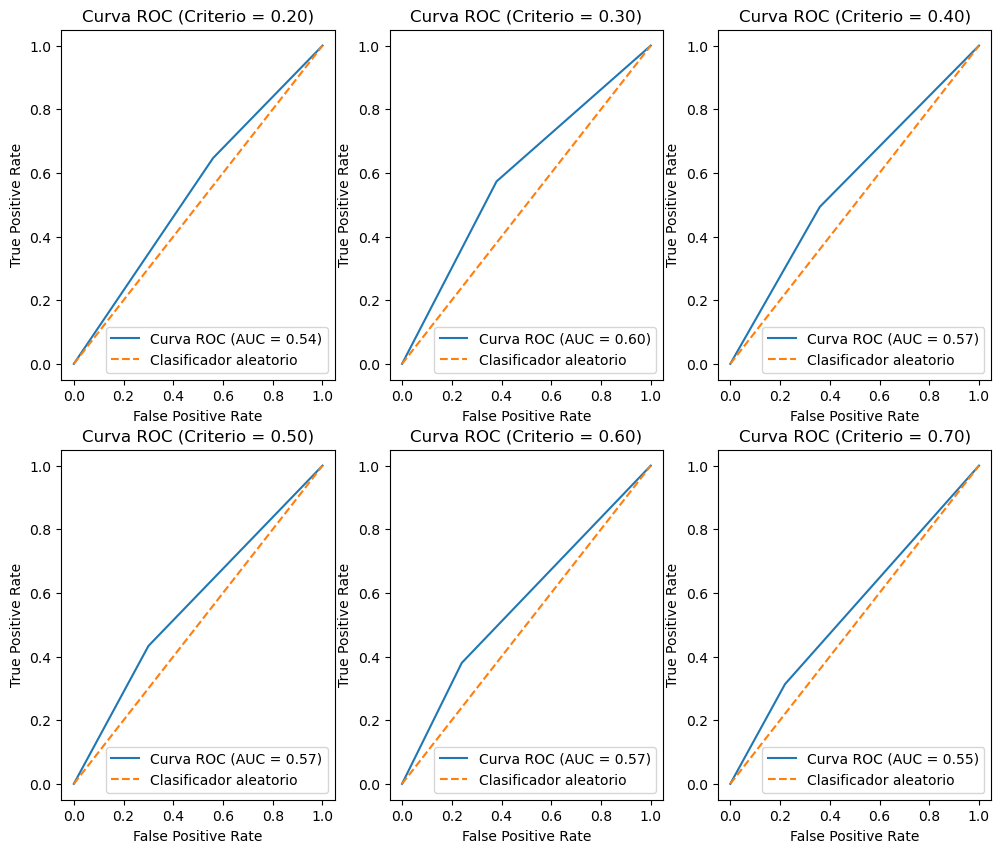 Curva ROC (Criterio = 0.20)
True Positive Rate
1.0
0.8
0.6
0.4
0.2
0.0
Curva ROC (AUC = 0.54)
Clasificador aleatorio
0.0 0.2 0.4 0.6 0.8 1.0
False Positive Rate
Curva ROC (Criterio = 0.30)
True Positive Rate
1.0
0.8
0.6
0.4
0.2
0.0
Curva ROC (AUC = 0.60)
Clasificador aleatorio
0.0 0.2 0.4 0.6 0.8 1.0
False Positive Rate
Curva ROC (Criterio = 0.40)
True Positive Rate
1.0
0.8
0.6
0.4
0.2
0.0
Curva ROC (AUC = 0.57)
Clasificador aleatorio
0.0 0.2 0.4 0.6 0.8 1.0
False Positive Rate
Curva ROC (Criterio = 0.50)
True Positive Rate
1.0
0.8
0.6
0.4
0.2
0.0
Curva ROC (AUC = 0.57)
Clasificador aleatorio
0.0 0.2 0.4 0.6 0.8 1.0
False Positive Rate
Curva ROC (Criterio = 0.60)
True Positive Rate
1.0
0.8
0.6
0.4
0.2
0.0
Curva ROC (AUC = 0.57)
Clasificador aleatorio
0.0 0.2 0.4 0.6 0.8 1.0
False Positive Rate
Curva ROC (Criterio = 0.70)
True Positive Rate
1.0
0.8
0.6
0.4
0.2
0.0
Curva ROC (AUC = 0.55)
Clasificador aleatorio
0.0 0.2 0.4 0.6 0.8 1.0
False Positive Rate